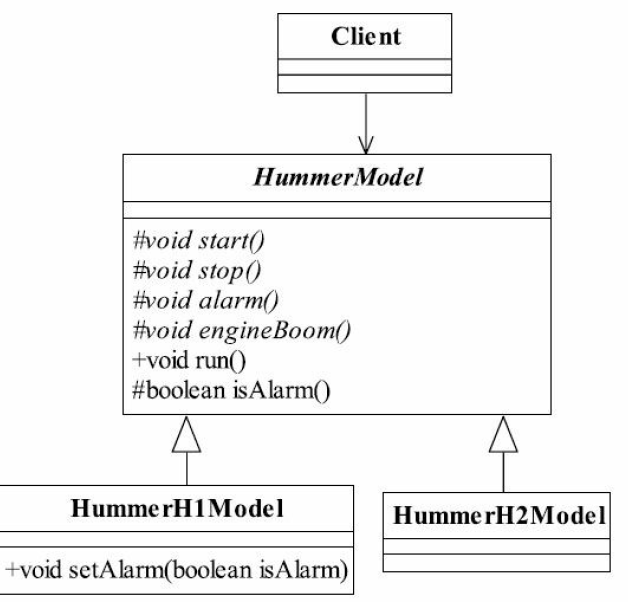 Client
HummerModel
#void start()
#void stop()
#void alarm()
#void engineBoom()
+void run()
#boolean isAlarm()
HummerH1Model
+void setAlarm(boolean isAlarm)
HummerH2Model